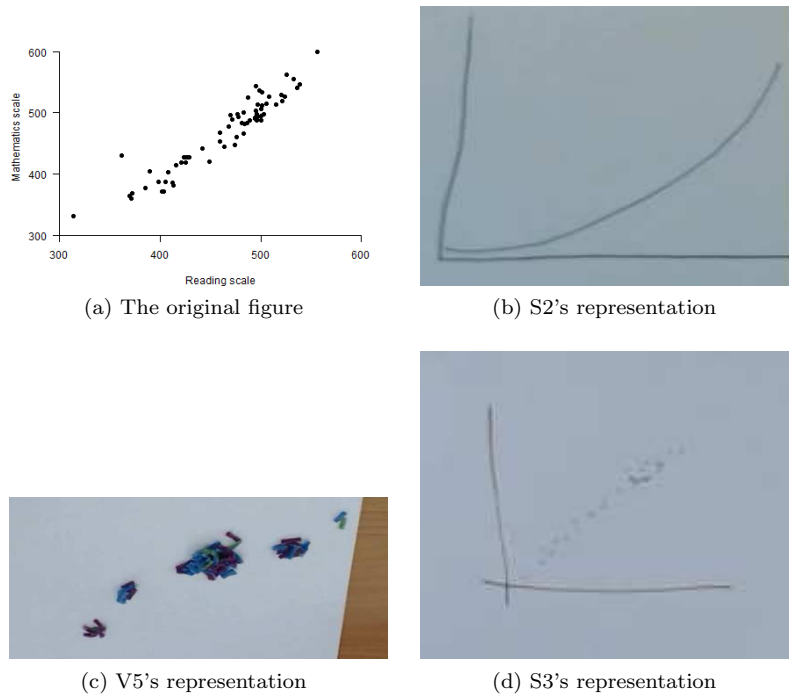 600
500
400
300
Mathematics scale
300 400 500 600
Reading scale
(a) The original figure
(b) S2's representation
(c) V5's representation
(d) S3's representation